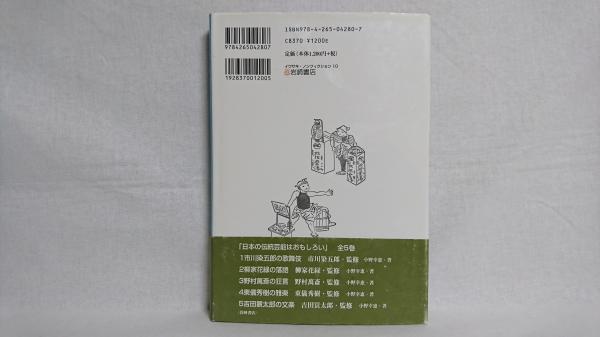 ISBN978-4-265-04280-7
C8370 ¥1200E
定価（本体1,200円+税）
イワサキ・ノンフィクション 10
岩崎書店
9784265042807
1928370012005
「日本の伝統芸能はおもしろい」 全5巻
1市川染五郎の歌舞伎 市川染五郎・監修 小野幸恵・著
2柳家花緑の落語 柳家花緑・監修 小野幸恵・著
3野村萬斎の狂言 野村萬斎・監修 小野幸恵・著
4東儀秀樹の雅楽 東儀秀樹・監修 小野幸恵・著
5吉田簑太郎の文楽 吉田簑太郎・監修 小野幸恵・著
（岩崎書店）